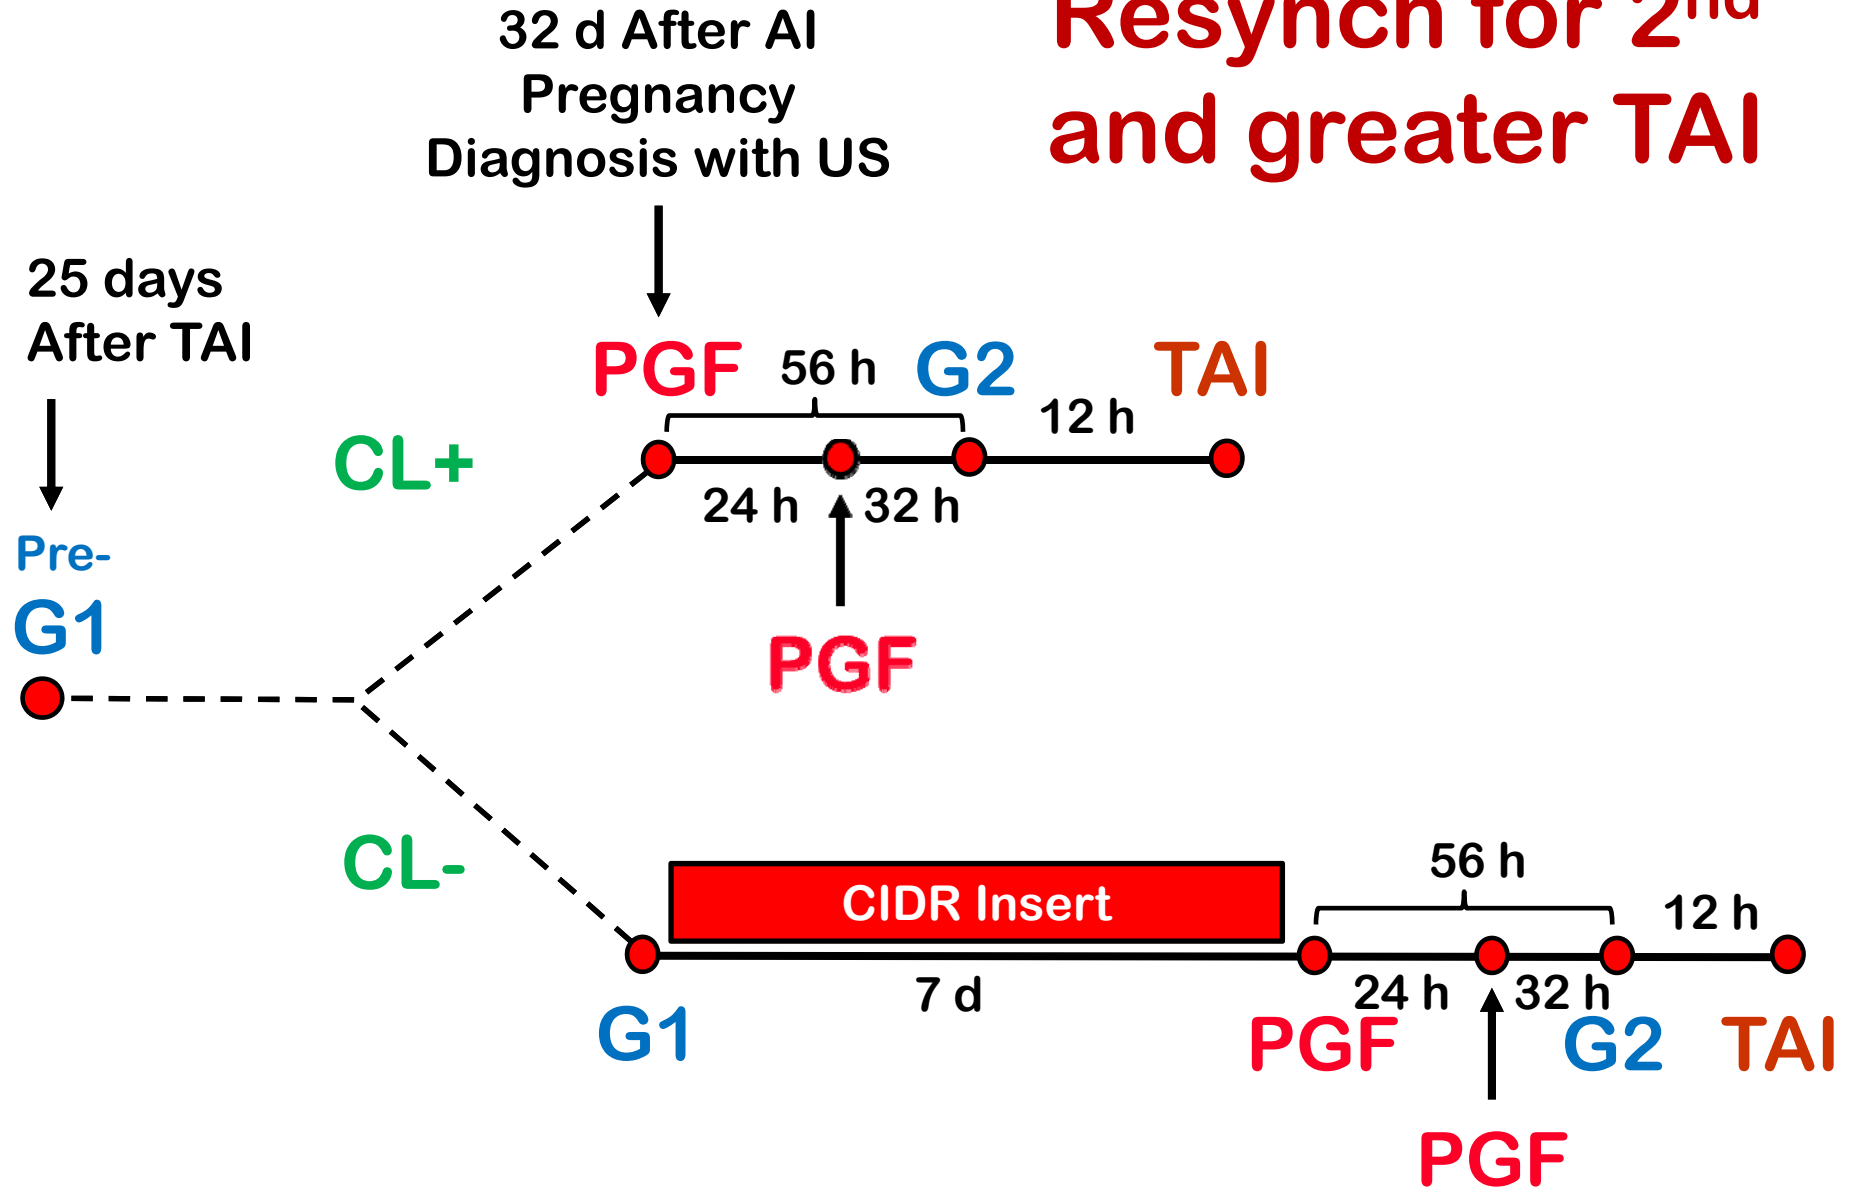 Resynch for 2nd
and greater TAI
32 d After AI
Pregnancy
Diagnosis with US
25 days
After TAI
Pre-
G1
CL+
PGF
56 h
G2
TAI
12 h
24 h
32 h
PGF
CL-
CIDR Insert
56 h
12 h
7 d
24 h
32 h
G1
PGF
G2
TAI
PGF